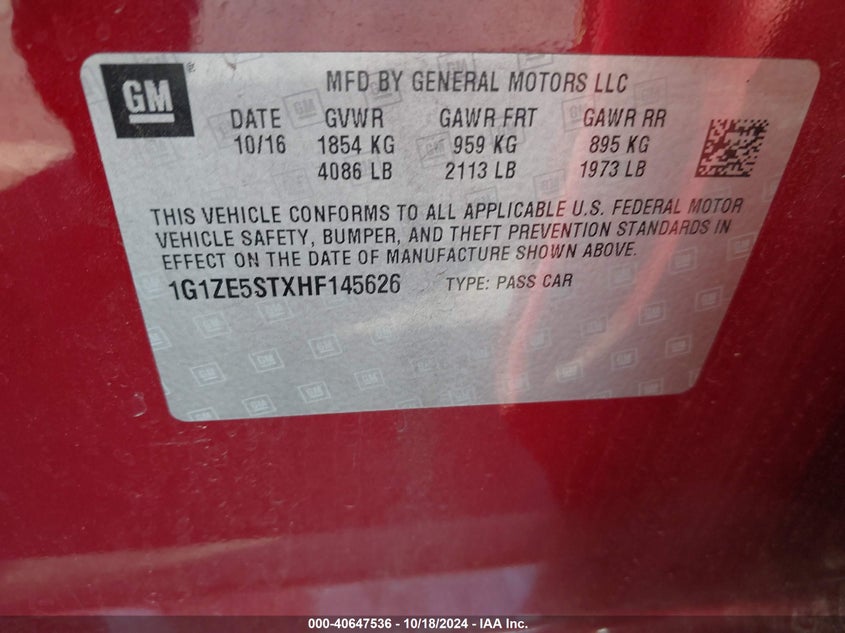 GM
MFD BY GENERAL MOTORS LLC
DATE GVWR GAWR FRT GAWR RR
10/16 1854 KG 959 KG 895 KG
4086 LB 2113 LB 1973 LB
THIS VEHICLE CONFORMS TO ALL APPLICABLE U.S. FEDERAL MOTOR
VEHICLE SAFETY, BUMPER, AND THEFT PREVENTION STANDARDS IN
EFFECT ON THE DATE OF MANUFACTURE SHOWN ABOVE.
1G1ZE5STXHF145626 TYPE: PASS CAR
000-40647536 - 10/18/2024 - IAA Inc.